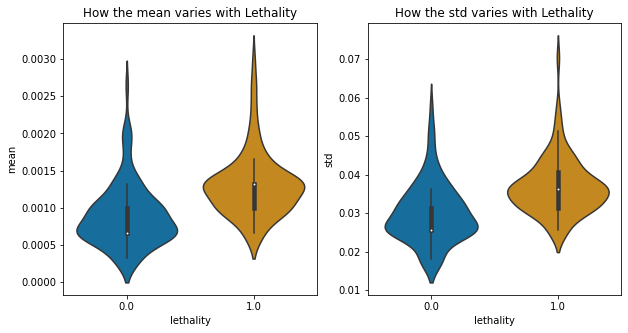 How the mean varies with Lethality
mean
0.0030
0.0025
0.0020
0.0015
0.0010
0.0005
0.0000
0.0 1.0
lethality
How the std varies with Lethality
std
0.07
0.06
0.05
0.04
0.03
0.02
0.01
0.0 1.0
lethality